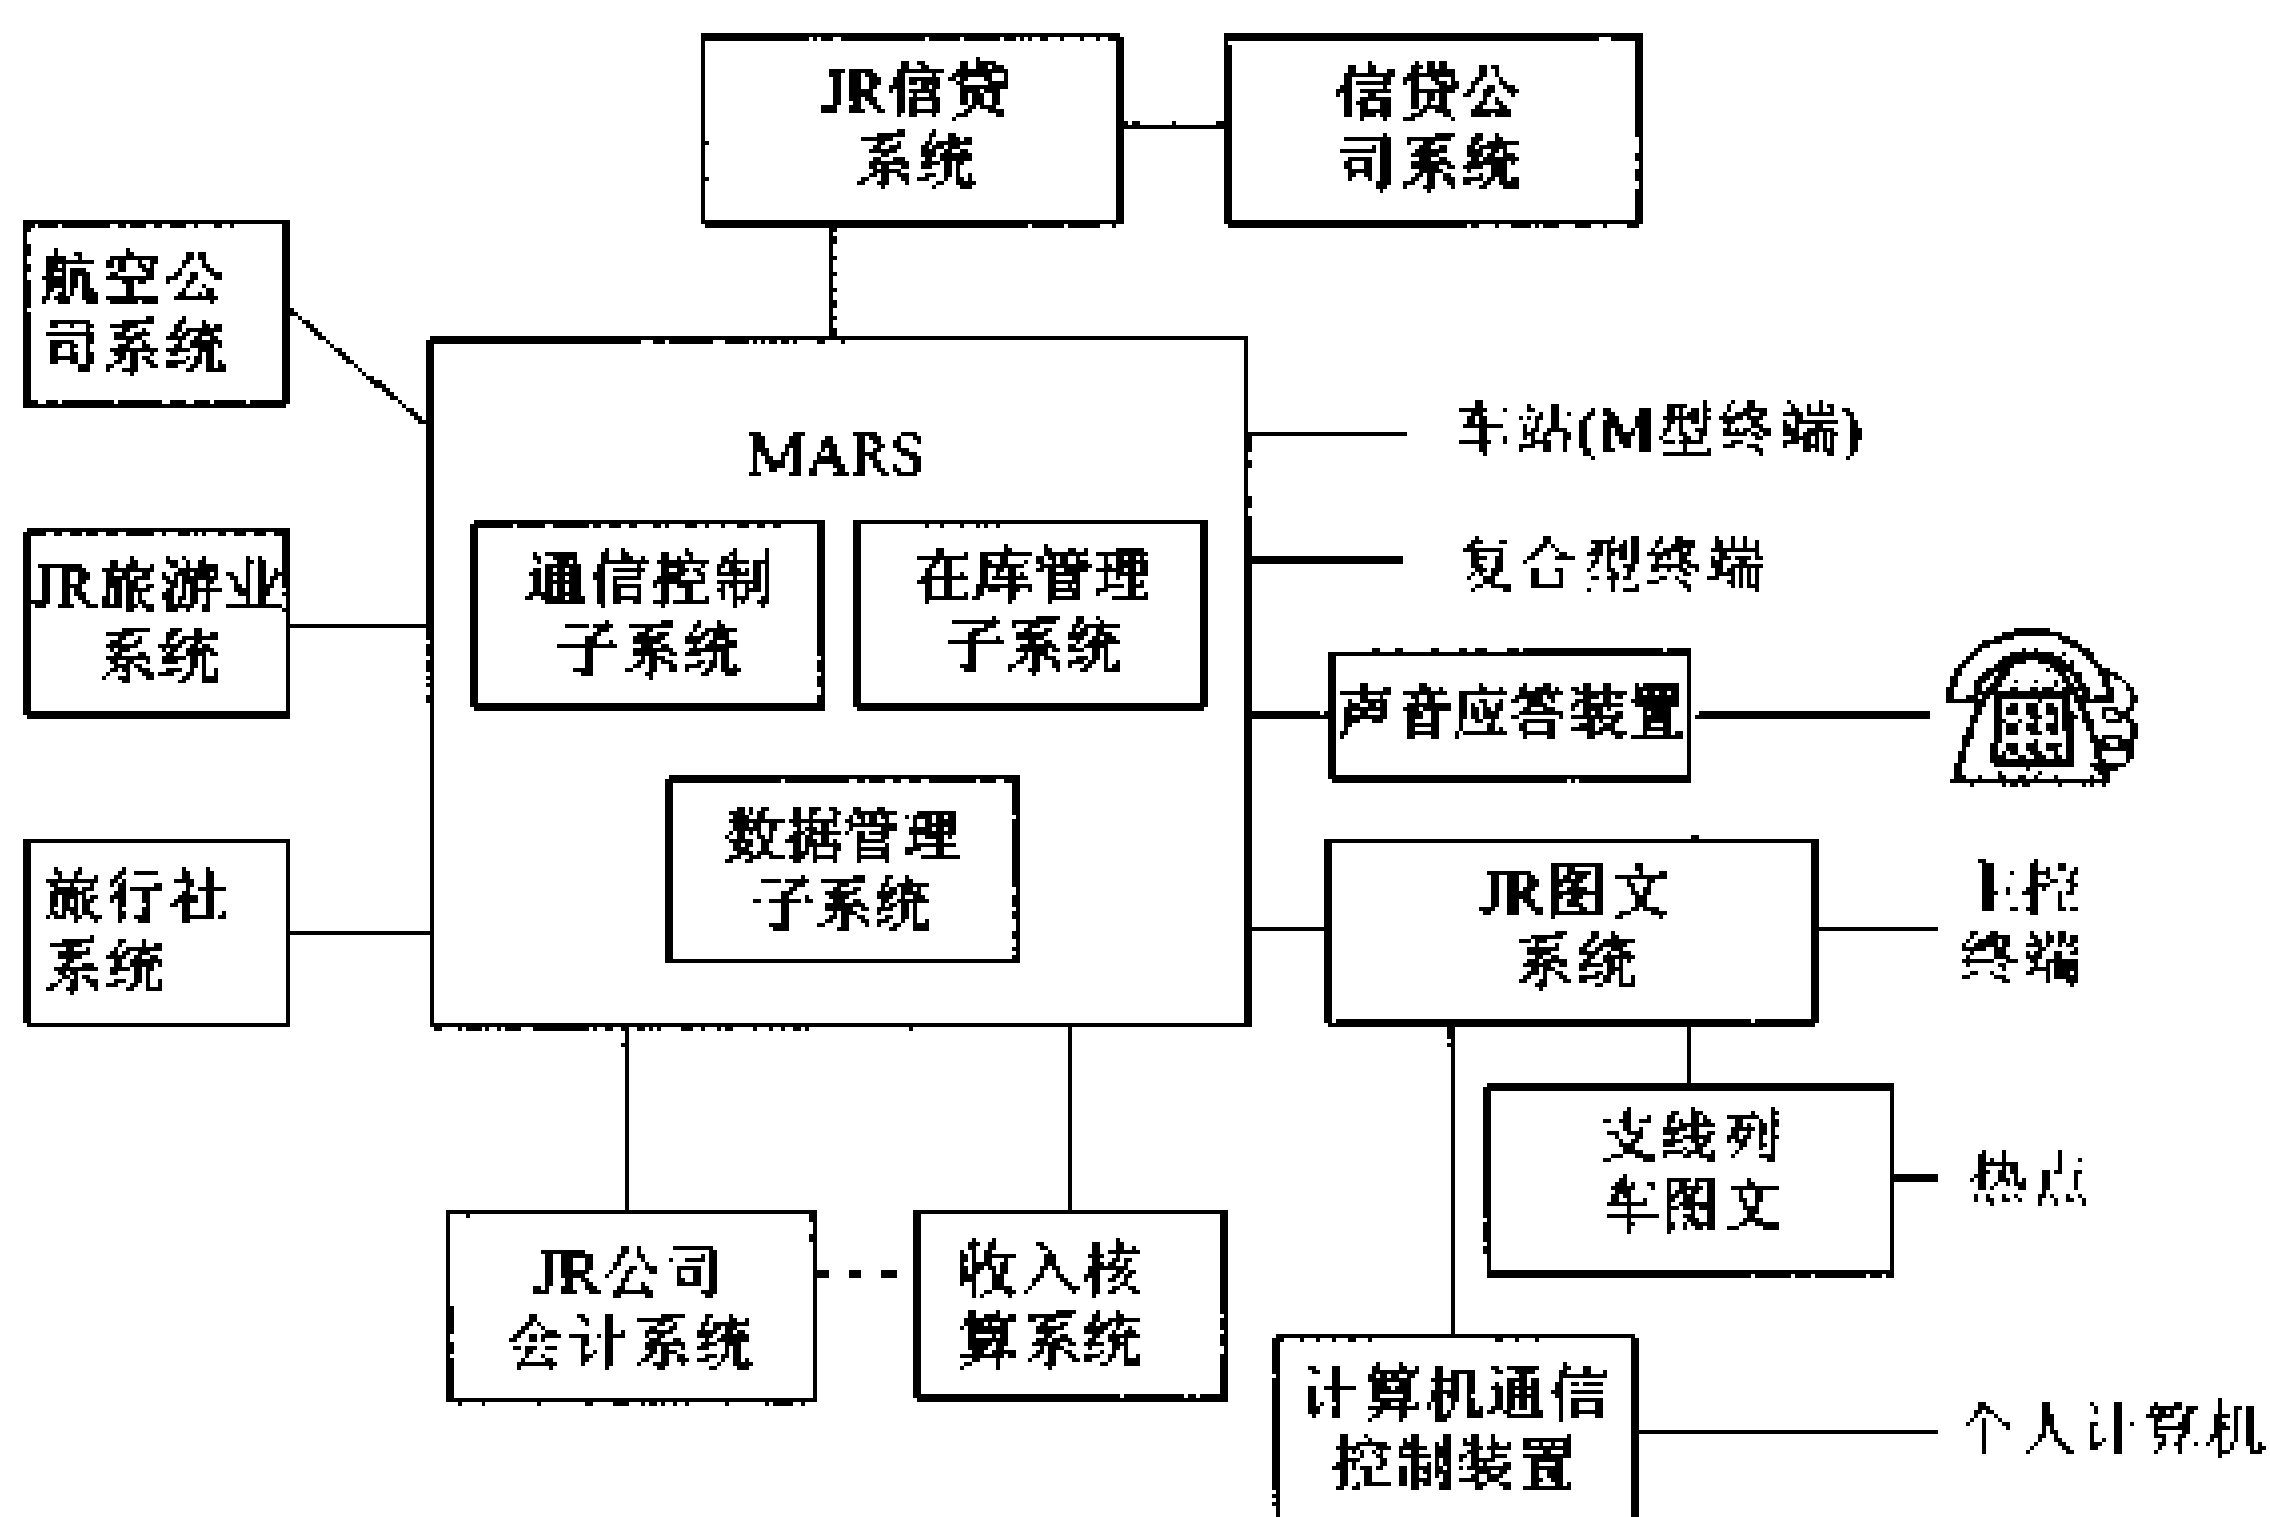 JR信贷
系统
信贷公
司系统
航空公
司系统
MARS
车站(M型终端)
通信控制
子系统
在库管理
子系统
复合型终端
JR旅游业
系统
声音应答装置
数据管理
子系统
旅行社
系统
JR图文
系统
主控
终端
支线列
车图文
热点
JR公司
会计系统
收入核
算系统
计算机通信
控制装置
个人计算机